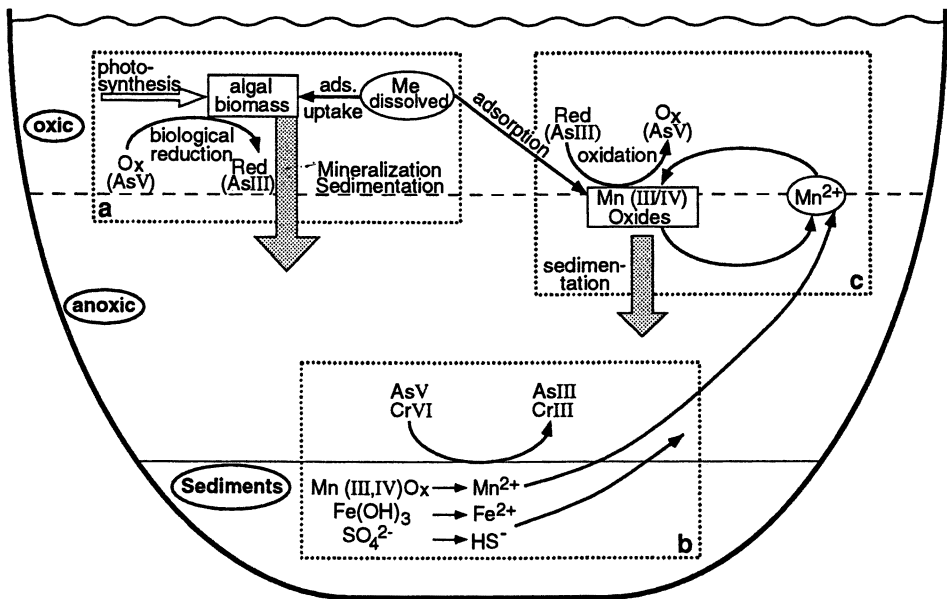 photo-
synthesis
algal
biomass
ads.
uptake
Me
dissolved
oxic
biological
reduction
Ox
(AsV)
Red
(AsIII)
Mineralization
Sedimentation
a
adsorption
Red
(AsIII)
Ox
(AsV)
oxidation
Mn (III/IV)
Oxides
Mn2+
sedimen-
tation
c
anoxic
AsV
CrVI
AsIII
CrIII
Sediments
Mn (III,IV)Ox → Mn2+
Fe(OH)3 → Fe2+
SO42- → HS-
b